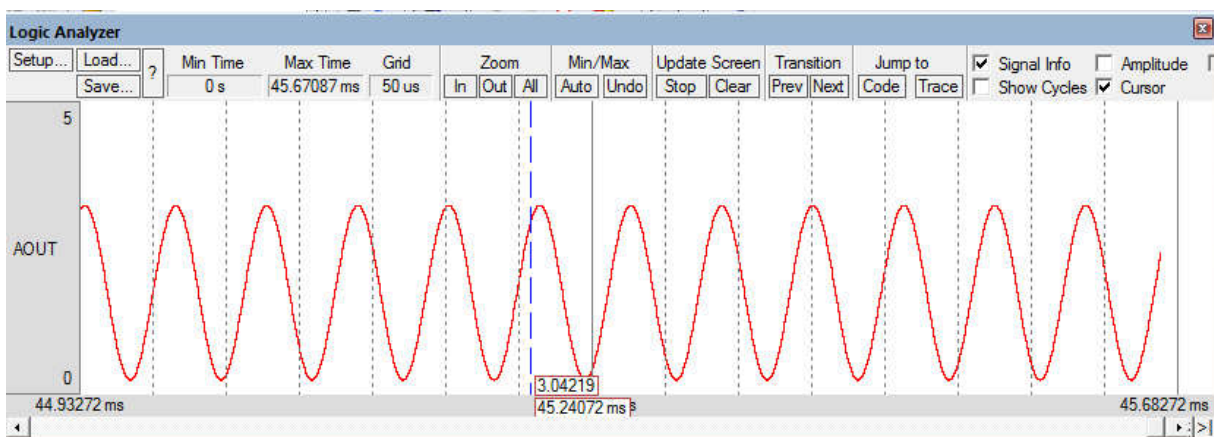 Logic Analyzer
Setup... Load... ? Min Time Max Time Grid Zoom Min/Max Update Screen Transition Jump to Signal Info Amplitude
Save... 0 s 45.67087 ms 50 us In Out All Auto Undo Stop Clear Prev Next Code Trace Show Cycles Cursor
5
AOUT
0
3.04219
44.93272 ms 45.24072 ms s 45.68272 ms